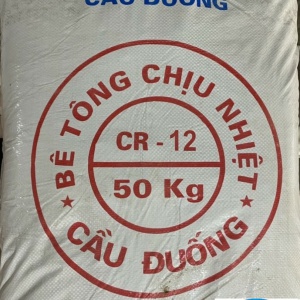 CẦU ĐUỐNG
BÊ TÔNG CHỊU NHIỆT
CR - 12
50 Kg
★ CẦU ĐUỐNG ★